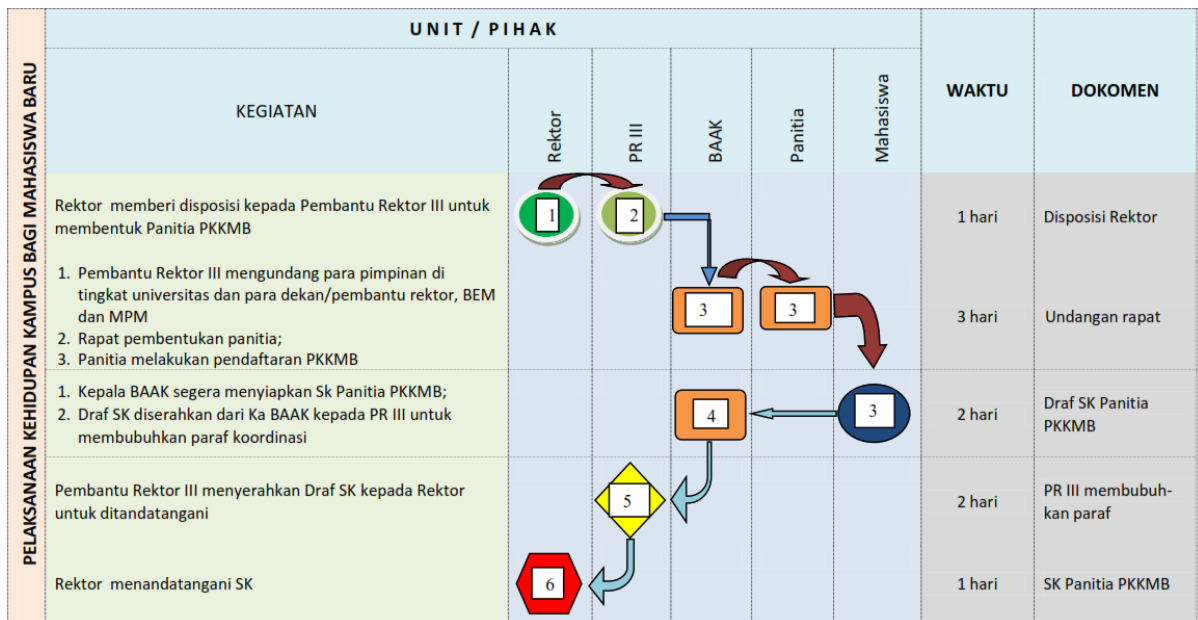 PELAKSANAAN KEHIDUPAN KAMPUS BAGI MAHASISWA BARU
UNIT / PIHAK
KEGIATAN
Rektor
PR III
BAAK
Panitia
Mahasiswa
WAKTU
DOKOMEN
Rektor memberi disposisi kepada Pembantu Rektor III untuk
membentuk Panitia PKKMB
1
2
1 hari
Disposisi Rektor
1. Pembantu Rektor III mengundang para pimpinan di
tingkat universitas dan para dekan/pembantu rektor, BEM
dan MPM
2. Rapat pembentukan panitia;
3. Panitia melakukan pendaftaran PKKMB
3
3
3 hari
Undangan rapat
1. Kepala BAAK segera menyiapkan Sk Panitia PKKMB;
2. Draf SK diserahkan dari Ka BAAK kepada PR III untuk
membubuhkan paraf koordinasi
4
3
2 hari
Draf SK Panitia
PKKMB
Pembantu Rektor III menyerahkan Draf SK kepada Rektor
untuk ditandatangani
5
2 hari
PR III membubuh-
kan paraf
Rektor menandatangani SK
6
1 hari
SK Panitia PKKMB